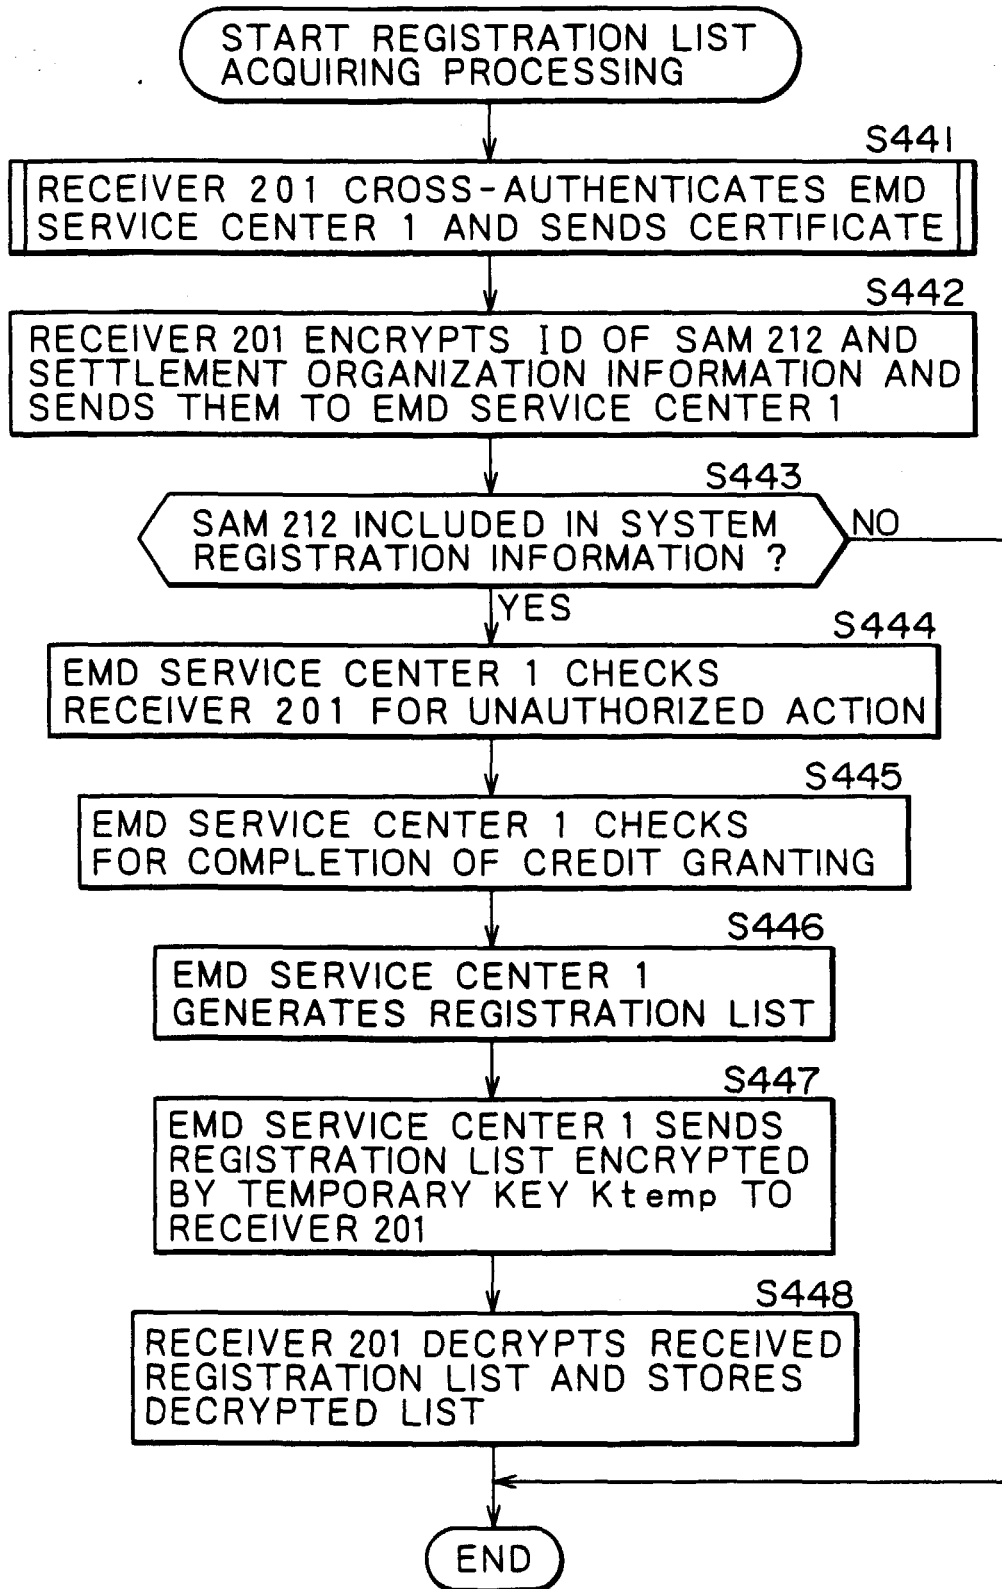 START REGISTRATION LIST
ACQUIRING PROCESSING
S441
RECEIVER 201 CROSS-AUTHENTICATES EMD
SERVICE CENTER 1 AND SENDS CERTIFICATE
S442
RECEIVER 201 ENCRYPTS ID OF SAM 212 AND
SETTLEMENT ORGANIZATION INFORMATION AND
SENDS THEM TO EMD SERVICE CENTER 1
S443
SAM 212 INCLUDED IN SYSTEM
REGISTRATION INFORMATION ?
NO
YES
S444
EMD SERVICE CENTER 1 CHECKS
RECEIVER 201 FOR UNAUTHORIZED ACTION
S445
EMD SERVICE CENTER 1 CHECKS
FOR COMPLETION OF CREDIT GRANTING
S446
EMD SERVICE CENTER 1
GENERATES REGISTRATION LIST
S447
EMD SERVICE CENTER 1 SENDS
REGISTRATION LIST ENCRYPTED
BY TEMPORARY KEY Ktemp TO
RECEIVER 201
S448
RECEIVER 201 DECRYPTS RECEIVED
REGISTRATION LIST AND STORES
DECRYPTED LIST
END